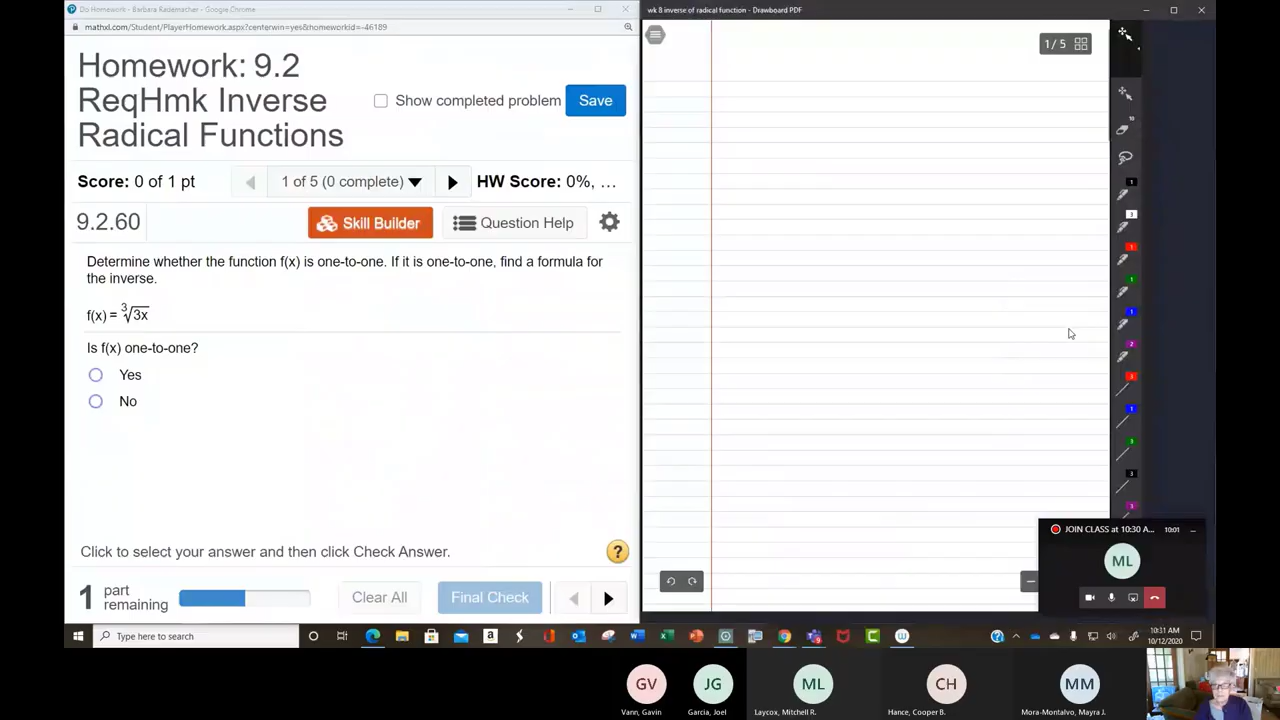 Do Homework - Barbara Rademacher - Google Chrome
mathxl.com/Student/PlayerHomework.aspx?centerwin=yes&homeworkId=-46189
Homework: 9.2
ReqHmk Inverse
Radical Functions
Show completed problem
Save
Score: 0 of 1 pt
1 of 5 (0 complete)
HW Score: 0%, ...
9.2.60
Skill Builder
Question Help
Determine whether the function f(x) is one-to-one. If it is one-to-one, find a formula for
the inverse.
f(x) = ∛3x
Is f(x) one-to-one?
Yes
No
Click to select your answer and then click Check Answer.
?
1 part
remaining
Clear All
Final Check
wk 8 inverse of radical function - Drawboard PDF
1 / 5
JOIN CLASS at 10:30 A... 10:01
ML
Type here to search
10:31 AM
10/12/2020
GV
JG
ML
CH
MM
Vann, Gavin
Garcia, Joel
Laycox, Mitchell R.
Hance, Cooper B.
Mora-Montalvo, Mayra J.